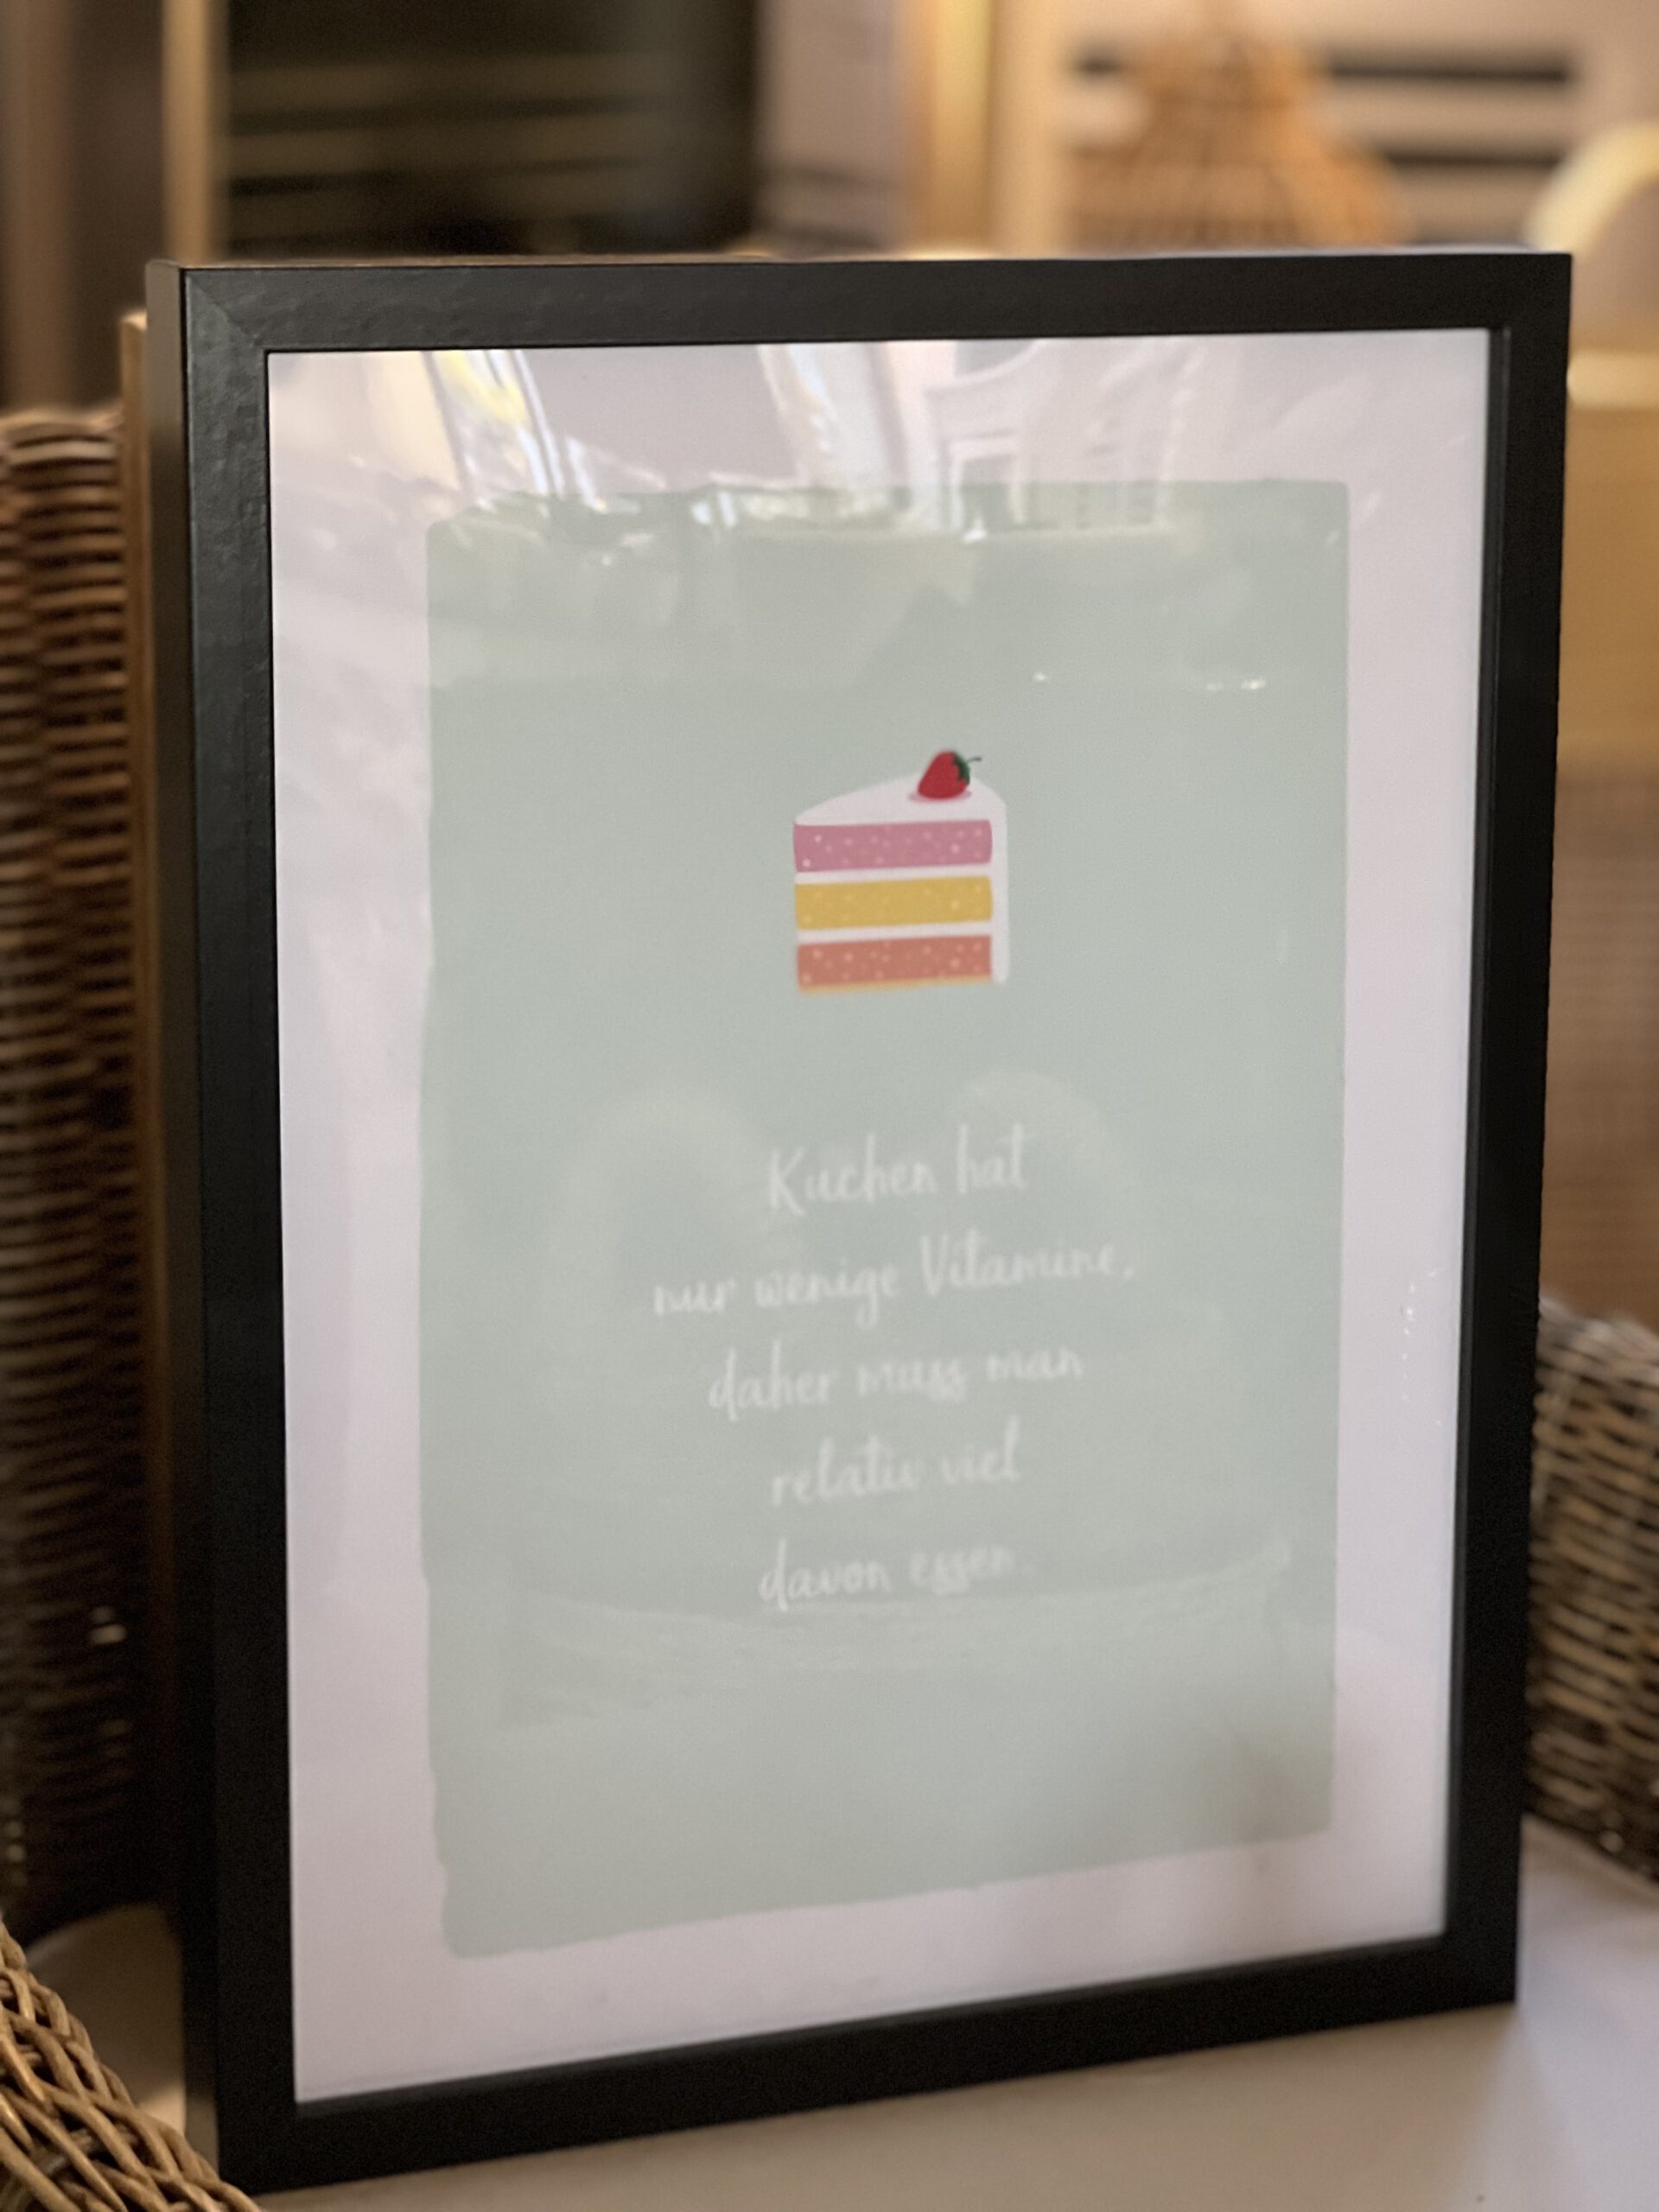 Kuchen hat
nur wenige Vitamine,
daher muss man
relativ viel
davon essen.